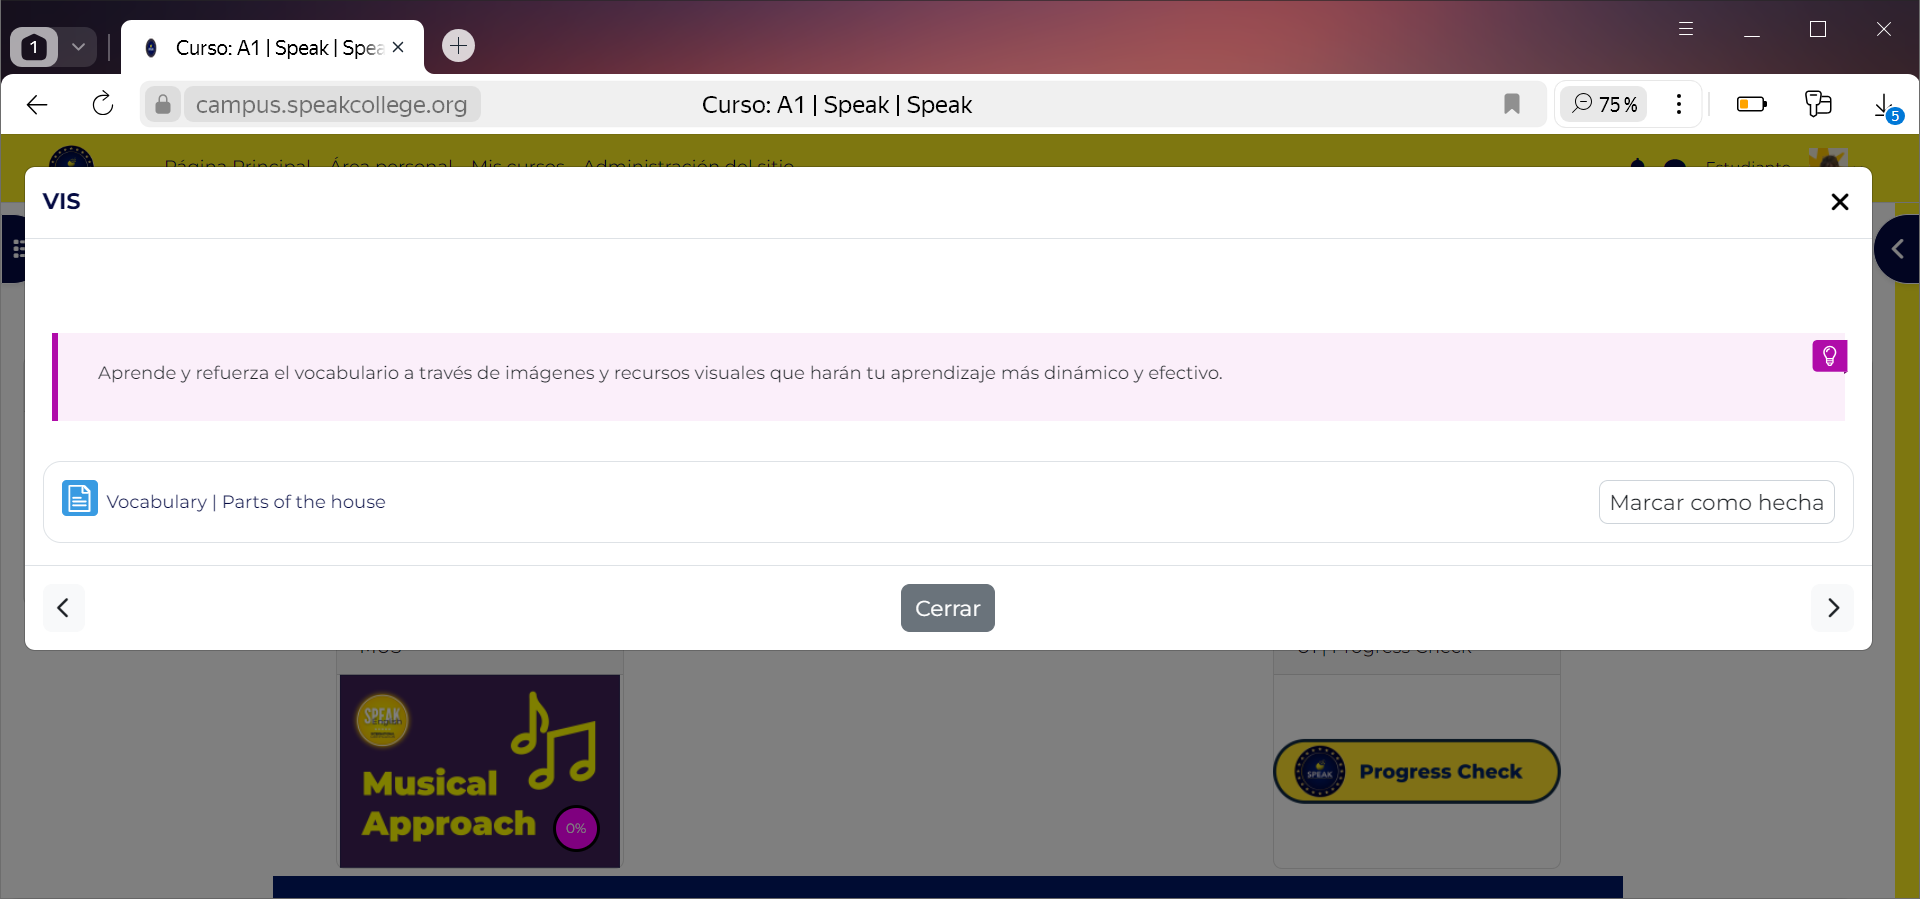 1
Curso: A1 | Speak | Spea
campus.speakcollege.org
Curso: A1 | Speak | Speak
75%
5
Página Principal Área personal Mis cursos Administración del sitio
Estudiante
VIS
Aprende y refuerza el vocabulario a través de imágenes y recursos visuales que harán tu aprendizaje más dinámico y efectivo.
Vocabulary | Parts of the house
Marcar como hecha
Cerrar
Progress Check
SPEAK
English
Musical
Approach
0%
SPEAK
Progress Check